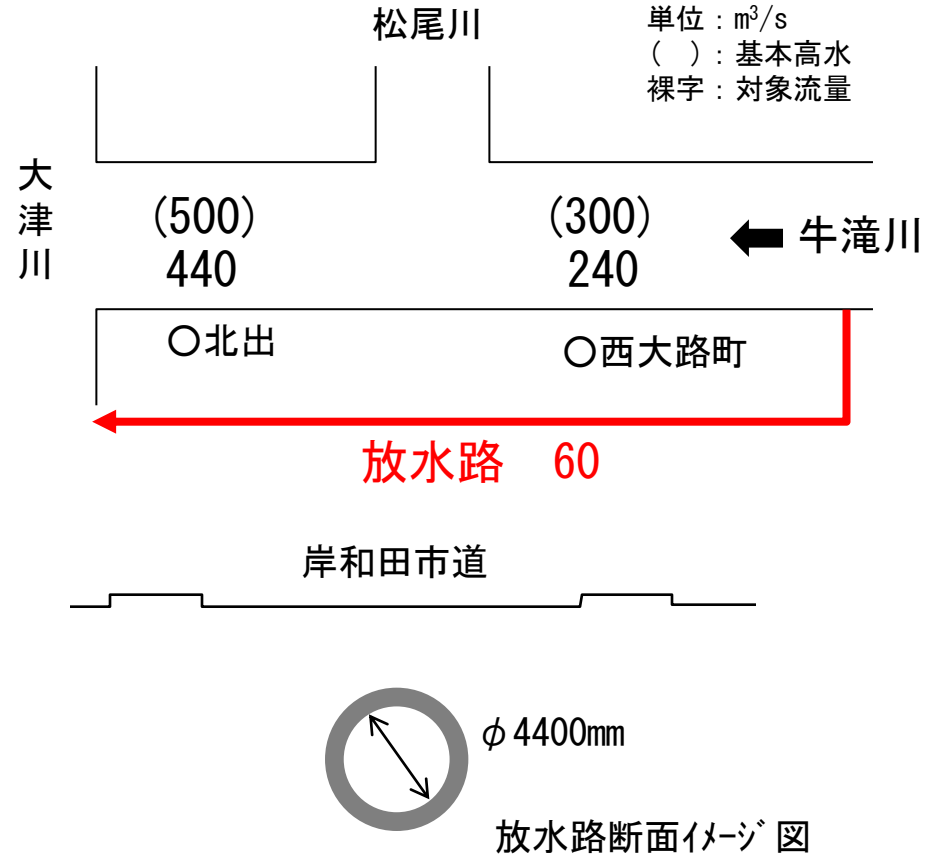 松尾川
単位：m³/s
（　）：基本高水
裸字：対象流量
大津川
(500)
440
(300)
240
牛滝川
○北出
○西大路町
放水路　60
岸和田市道
φ4400mm
放水路断面ｲﾒｰｼﾞ図